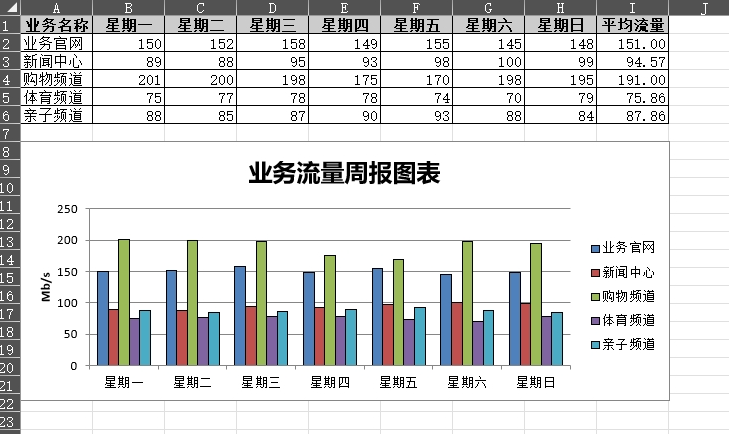 A B C D E F G H I J
1 业务名称 星期一 星期二 星期三 星期四 星期五 星期六 星期日 平均流量
2 业务官网 150 152 158 149 155 145 148 151.00
3 新闻中心 89 88 95 93 98 100 99 94.57
4 购物频道 201 200 198 175 170 198 195 191.00
5 体育频道 75 77 78 78 74 70 79 75.86
6 亲子频道 88 85 87 90 93 88 84 87.86
7
8
9
10
11
12
13
14
15
16
17
18
19
20
21
22
23
业务流量周报图表
Mb/s
250
200
150
100
50
0
星期一 星期二 星期三 星期四 星期五 星期六 星期日
业务官网
新闻中心
购物频道
体育频道
亲子频道